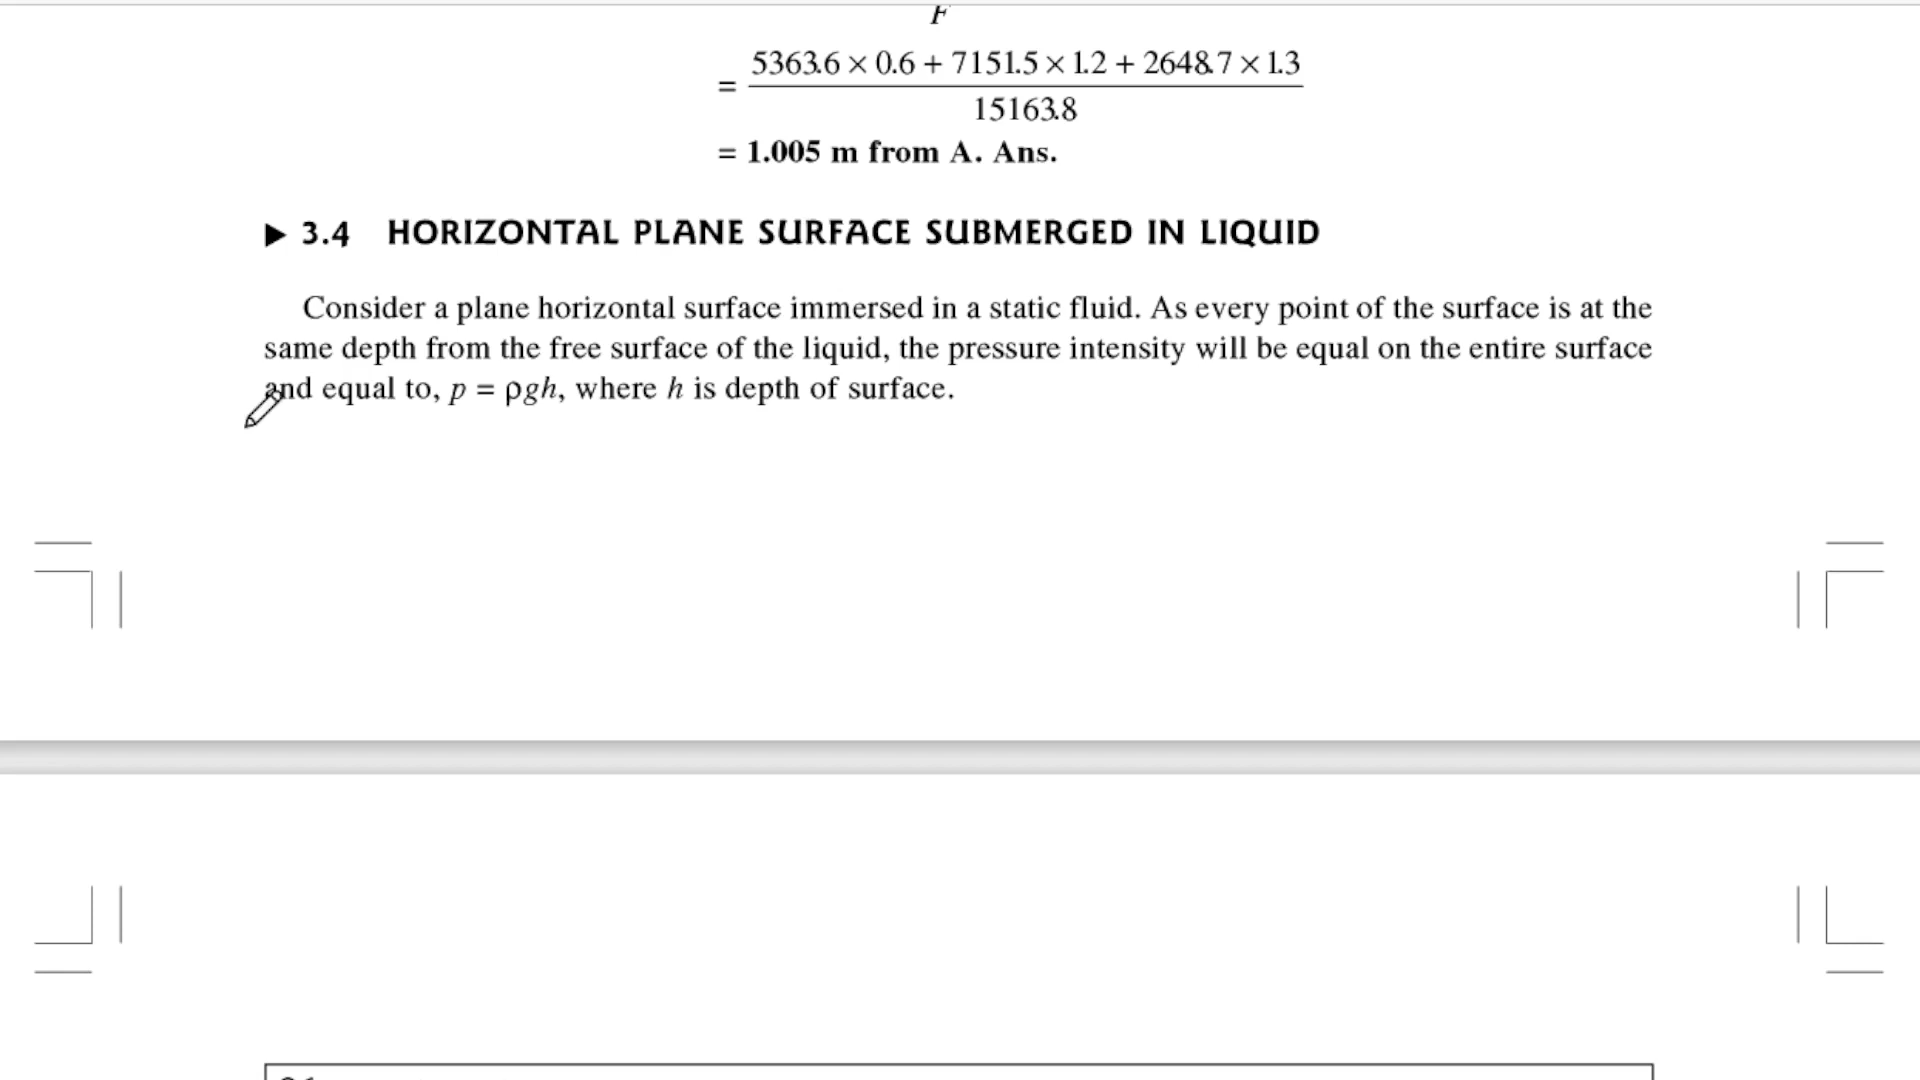 F
5363.6 × 0.6 + 7151.5 × 1.2 + 2648.7 × 1.3
=
15163.8
= 1.005 m from A. Ans.
▶ 3.4 HORIZONTAL PLANE SURFACE SUBMERGED IN LIQUID
Consider a plane horizontal surface immersed in a static fluid. As every point of the surface is at the
same depth from the free surface of the liquid, the pressure intensity will be equal on the entire surface
and equal to, p = ρgh, where h is depth of surface.